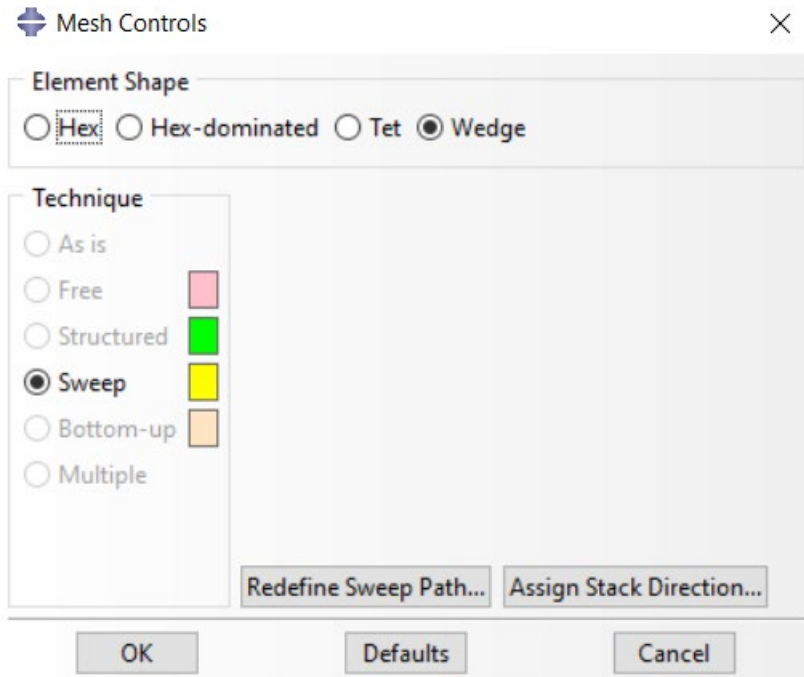 Mesh Controls
Element Shape
Hex Hex-dominated Tet Wedge
Technique
As is
Free
Structured
Sweep
Bottom-up
Multiple
Redefine Sweep Path... Assign Stack Direction...
OK Defaults Cancel